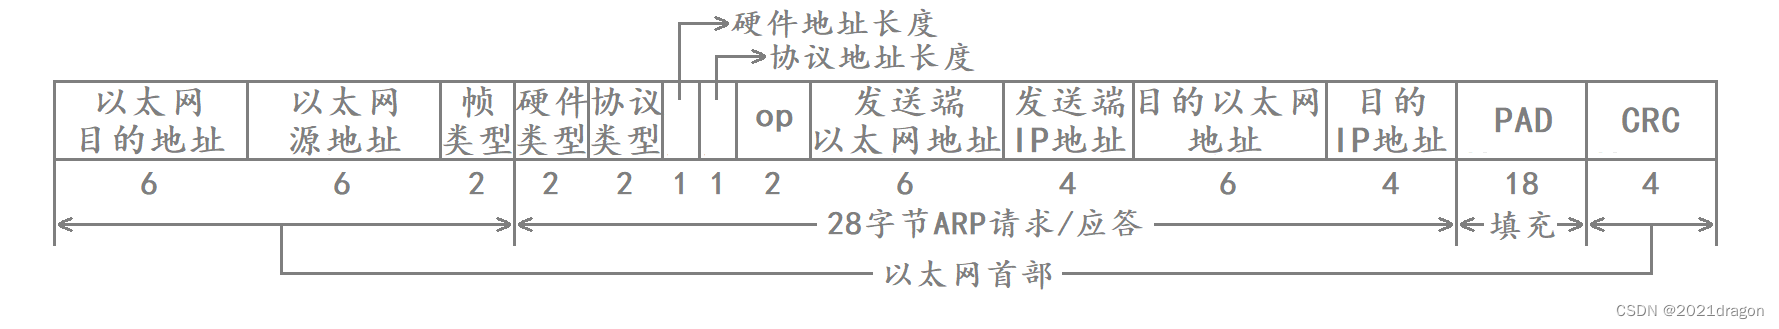 硬件地址长度
协议地址长度
以太网
目的地址
以太网
源地址
帧
类型
硬件
类型
协议
类型
op
发送端
以太网地址
发送端
IP地址
目的以太网
地址
目的
IP地址
PAD
CRC
6
6
2
2
2
1
1
2
6
4
6
4
18
4
28字节ARP请求/应答
填充
以太网首部
CSDN @2021dragon